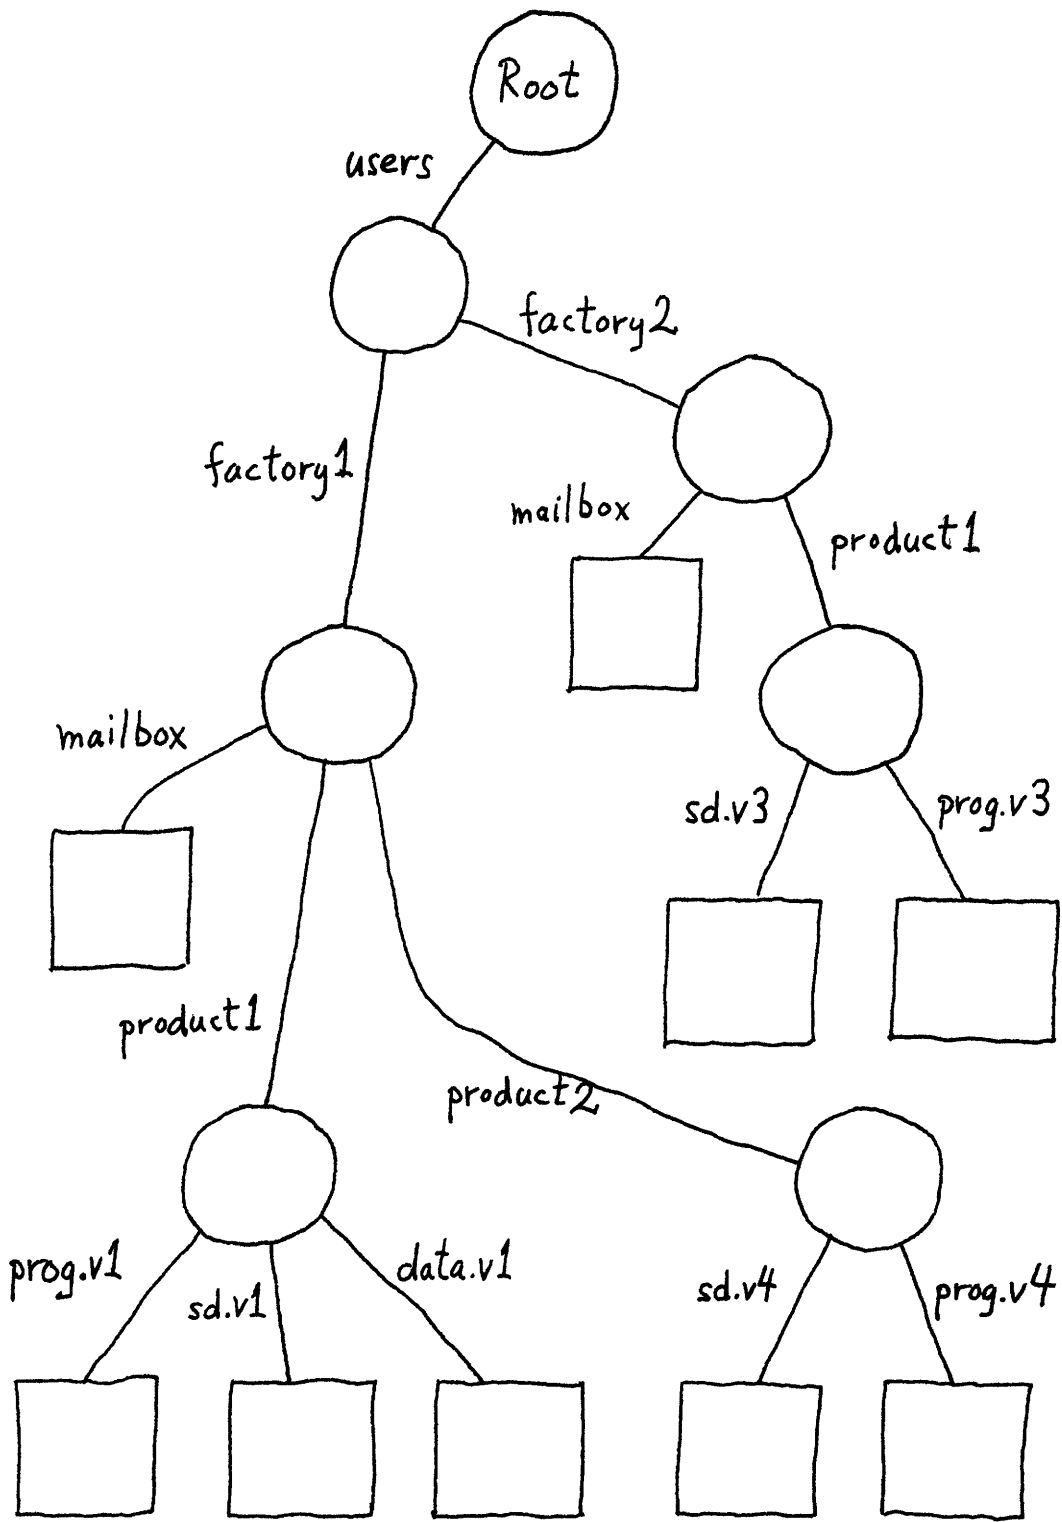 Root
users
factory2
factory1
mailbox
product1
mailbox
sd.v3
prog.v3
product1
product2
prog.v1
sd.v1
data.v1
sd.v4
prog.v4